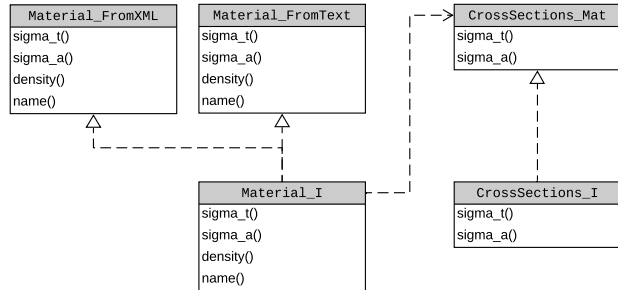 Material_FromXML
sigma_t()
sigma_a()
density()
name()
Material_FromText
sigma_t()
sigma_a()
density()
name()
CrossSections_Mat
sigma_t()
sigma_a()
Material_I
sigma_t()
sigma_a()
density()
name()
CrossSections_I
sigma_t()
sigma_a()